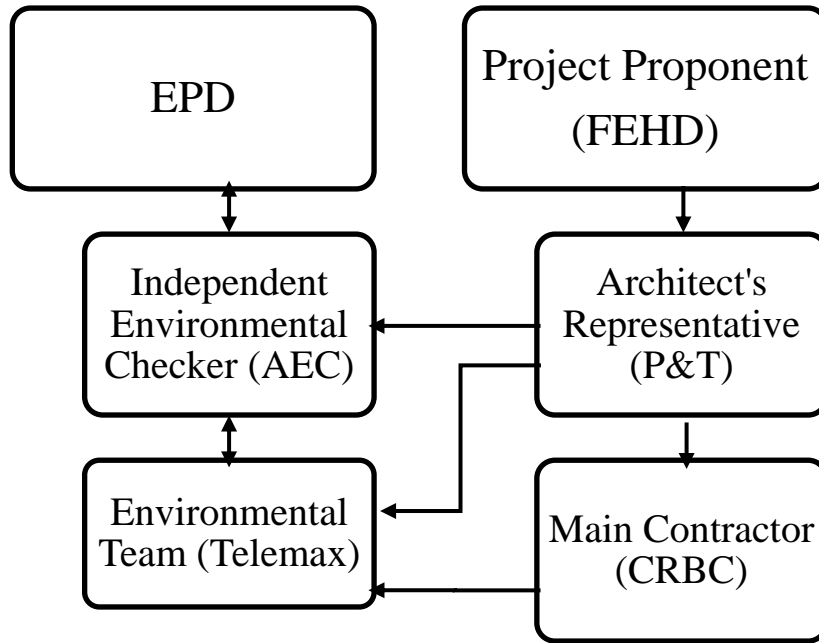 EPD
Project Proponent
(FEHD)
Independent
Environmental
Checker (AEC)
Architect's
Representative
(P&T)
Environmental
Team (Telemax)
Main Contractor
(CRBC)